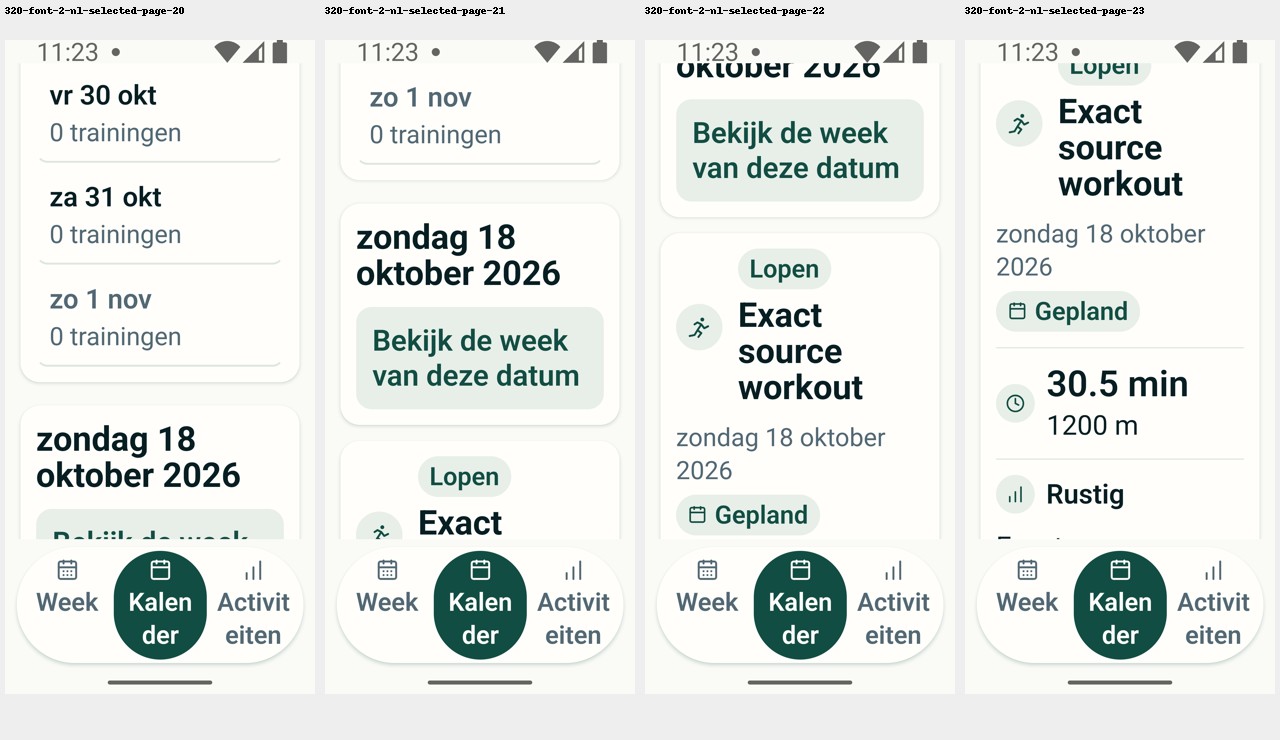 320-font-2-nl-selected-page-20
11:23
vr 30 okt
0 trainingen
za 31 okt
0 trainingen
zo 1 nov
0 trainingen
zondag 18
oktober 2026
Bekijk de week
Week
Kalen
der
Activit
eiten
320-font-2-nl-selected-page-21
11:23
zo 1 nov
0 trainingen
zondag 18
oktober 2026
Bekijk de week
van deze datum
Lopen
Exact
Week
Kalen
der
Activit
eiten
320-font-2-nl-selected-page-22
11:23
oktober 2026
Bekijk de week
van deze datum
Lopen
Exact
source
workout
zondag 18 oktober
2026
Gepland
Week
Kalen
der
Activit
eiten
320-font-2-nl-selected-page-23
11:23
Lopen
Exact
source
workout
zondag 18 oktober
2026
Gepland
30.5 min
1200 m
Rustig
Week
Kalen
der
Activit
eiten